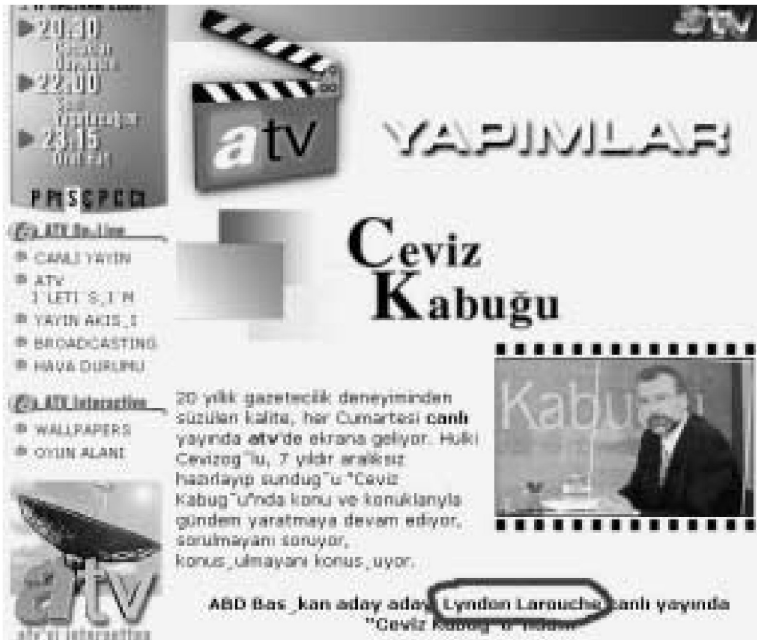 20.30
22.00
23.15
ATV On-Line
CANLI YAYIN
ATV
I¨LETI¨S¸I¨M
YAYIN AKIS¸I
BROADCASTING
HAVA DURUMU
ATV Interactive
WALLPAPERS
OYUN ALANI
atv
atv
atv
YAPIMLAR
Ceviz
Kabuğu
Kabuğu
20 yıllık gazetecilik deneyiminden
süzülen kalite, her Cumartesi canlı
yayında atv'de ekrana geliyor. Hulki
Cevizog˜lu, 7 yıldır aralıksız
hazırlayıp sundug˜u "Ceviz
Kabug˜u"nda konu ve konuklarıyla
gündem yaratmaya devam ediyor,
sorulmayanı soruyor,
konus¸ulmayanı konus¸uyor.
ABD Bas¸kan aday adayı Lyndon Larouche canlı yayında
"Ceviz Kabug˜u"